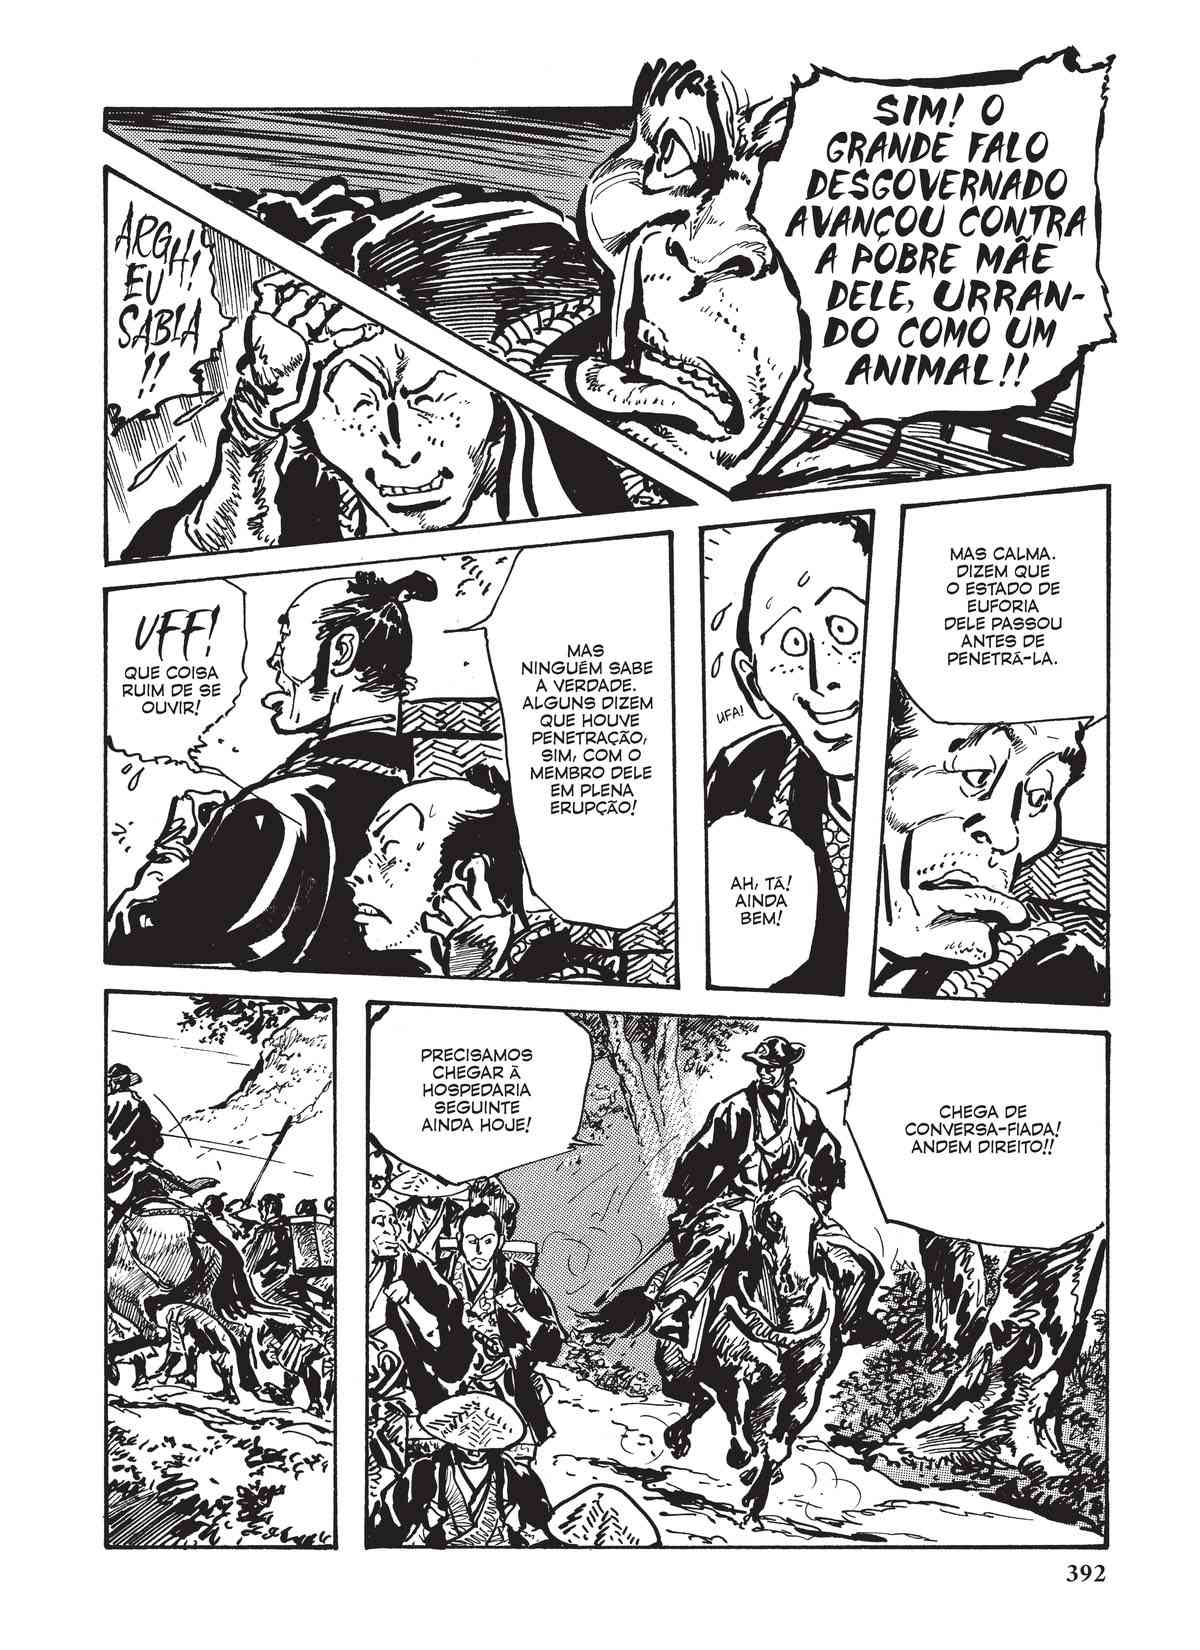 SIM! O
GRANDE FALO
DESGOVERNADO
AVANÇOU CONTRA
A POBRE MÃE
DELE, URRAN-
DO COMO UM
ANIMAL!!
ARGH!
EU
SABIA
!!
MAS CALMA.
DIZEM QUE
O ESTADO DE
EUFORIA
DELE PASSOU
ANTES DE
PENETRÁ-LA.
UFA!
AH, TÁ!
AINDA
BEM!
MAS
NINGUÉM SABE
A VERDADE.
ALGUNS DIZEM
QUE HOUVE
PENETRAÇÃO,
SIM, COM O
MEMBRO DELE
EM PLENA
ERUPÇÃO!
UFF!
QUE COISA
RUIM DE SE
OUVIR!
CHEGA DE
CONVERSA-FIADA!
ANDEM DIREITO!!
PRECISAMOS
CHEGAR À
HOSPEDARIA
SEGUINTE
AINDA HOJE!
392